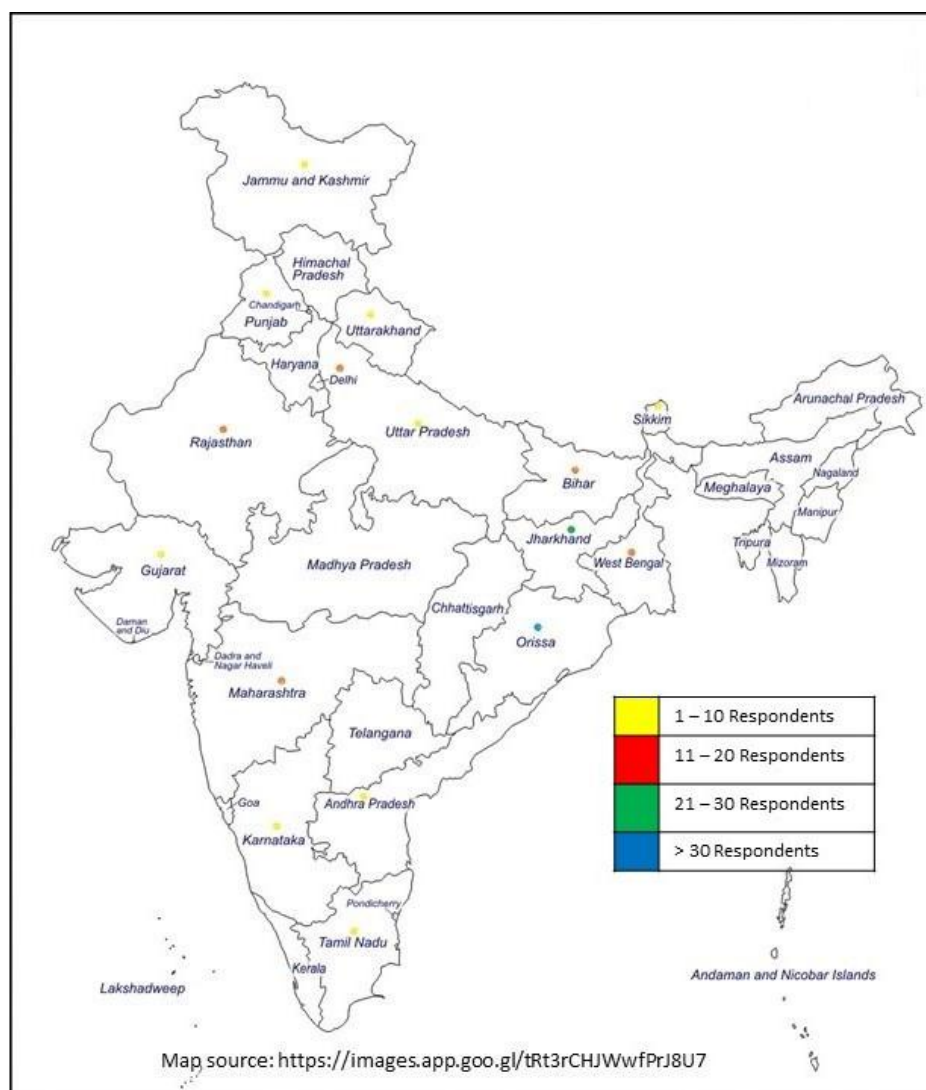 Jammu and Kashmir
Himachal
Pradesh
Chandigarh
Punjab
Uttarakhand
Haryana
Delhi
Rajasthan
Uttar Pradesh
Sikkim
Arunachal Pradesh
Assam
Nagaland
Meghalaya
Manipur
Tripura
Mizoram
Bihar
Jharkhand
West Bengal
Gujarat
Madhya Pradesh
Chhattisgarh
Orissa
Daman
and Diu
Dadra and
Nagar Haveli
Maharashtra
Telangana
Goa
Andhra Pradesh
Karnataka
Pondicherry
Tamil Nadu
Kerala
Lakshadweep
Andaman and Nicobar Islands
1 – 10 Respondents
11 – 20 Respondents
21 – 30 Respondents
> 30 Respondents
Map source: https://images.app.goo.gl/tRt3rCHJWwfPrJ8U7